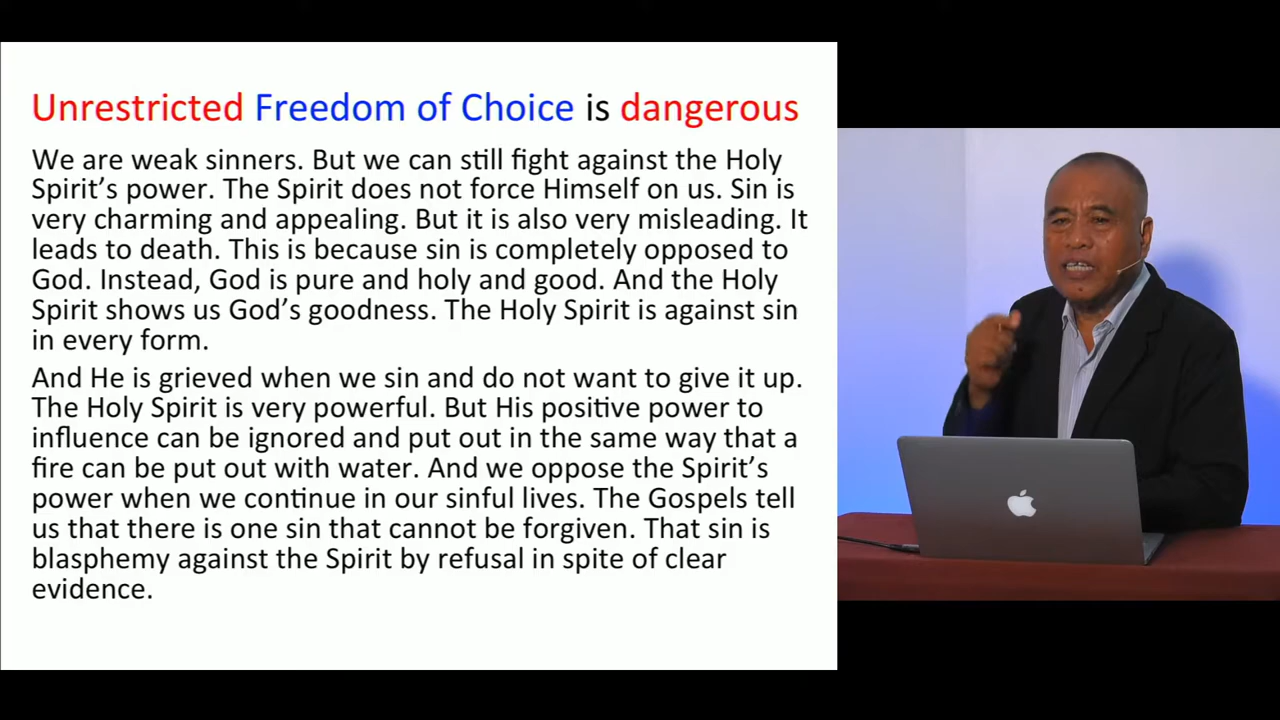 Unrestricted Freedom of Choice is dangerous
We are weak sinners. But we can still fight against the Holy
Spirit’s power. The Spirit does not force Himself on us. Sin is
very charming and appealing. But it is also very misleading. It
leads to death. This is because sin is completely opposed to
God. Instead, God is pure and holy and good. And the Holy
Spirit shows us God’s goodness. The Holy Spirit is against sin
in every form.
And He is grieved when we sin and do not want to give it up.
The Holy Spirit is very powerful. But His positive power to
influence can be ignored and put out in the same way that a
fire can be put out with water. And we oppose the Spirit’s
power when we continue in our sinful lives. The Gospels tell
us that there is one sin that cannot be forgiven. That sin is
blasphemy against the Spirit by refusal in spite of clear
evidence.